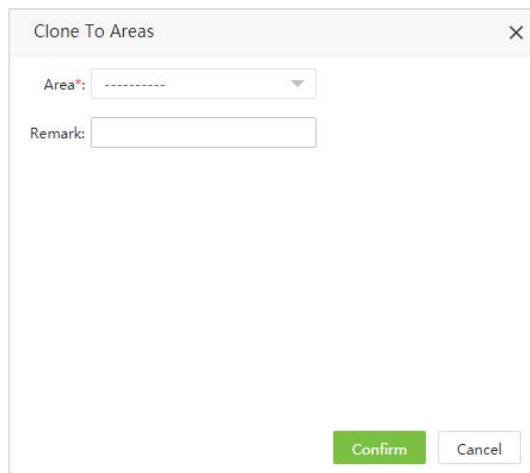 Clone To Areas
Area*: ----------
Remark:
Confirm Cancel